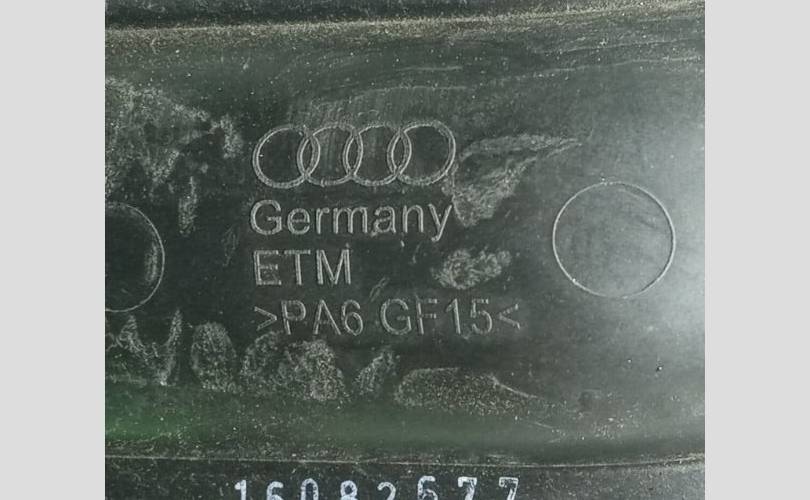 Germany
ETM
>PA6 GF15<
16082677